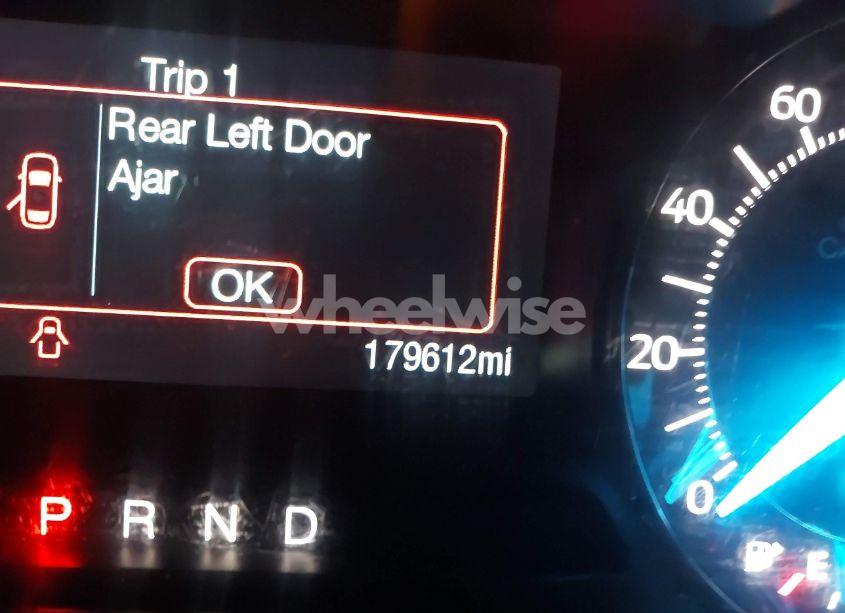 Trip 1
Rear Left Door
Ajar
OK
wheelwise
179612mi
60
40
20
0
P R N D
E